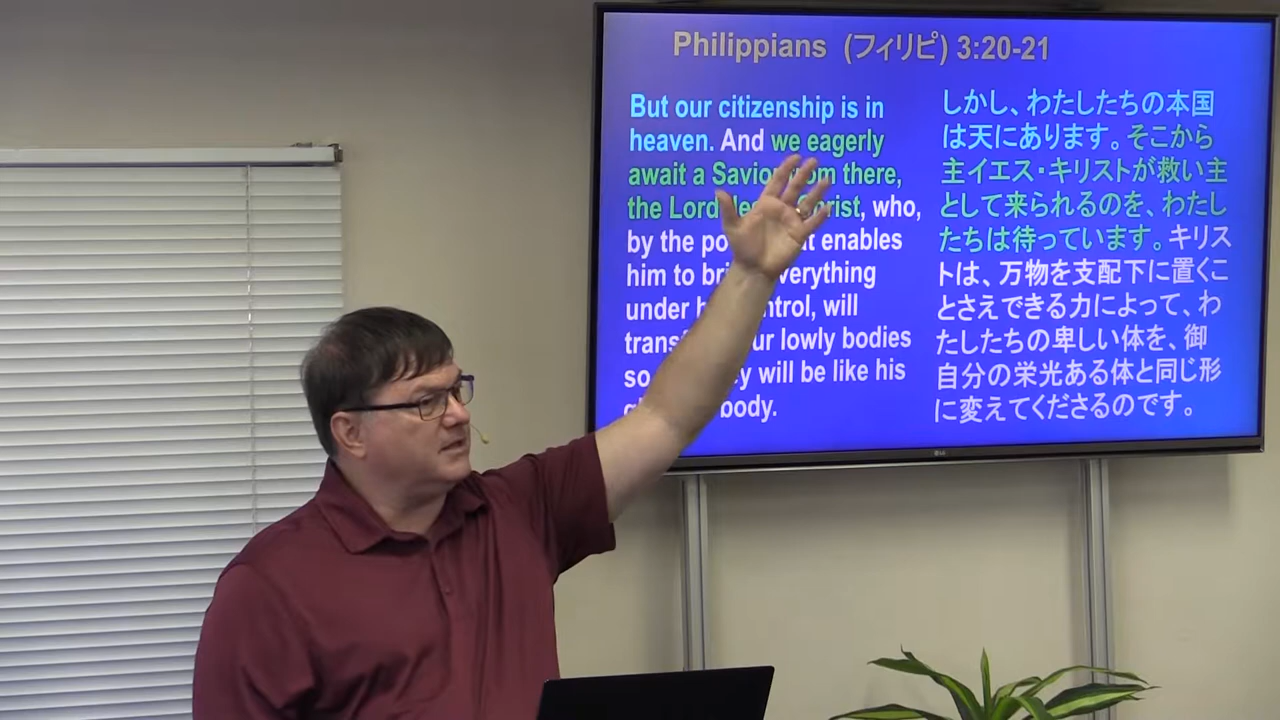 Philippians (フィリピ) 3:20-21
But our citizenship is in
heaven. And we eagerly
await a Savior from there,
the Lord Christ, who,
by the enables
him to everything
under control, will
lowly bodies
so will be like his
body.
しかし、わたしたちの本国
は天にあります。そこから
主イエス・キリストが救い主
として来られるのを、わたし
たちは待っています。キリス
トは、万物を支配下に置くこ
とさえできる力によって、わ
たしたちの卑しい体を、御
自分の栄光ある体と同じ形
に変えてくださるのです。
LG